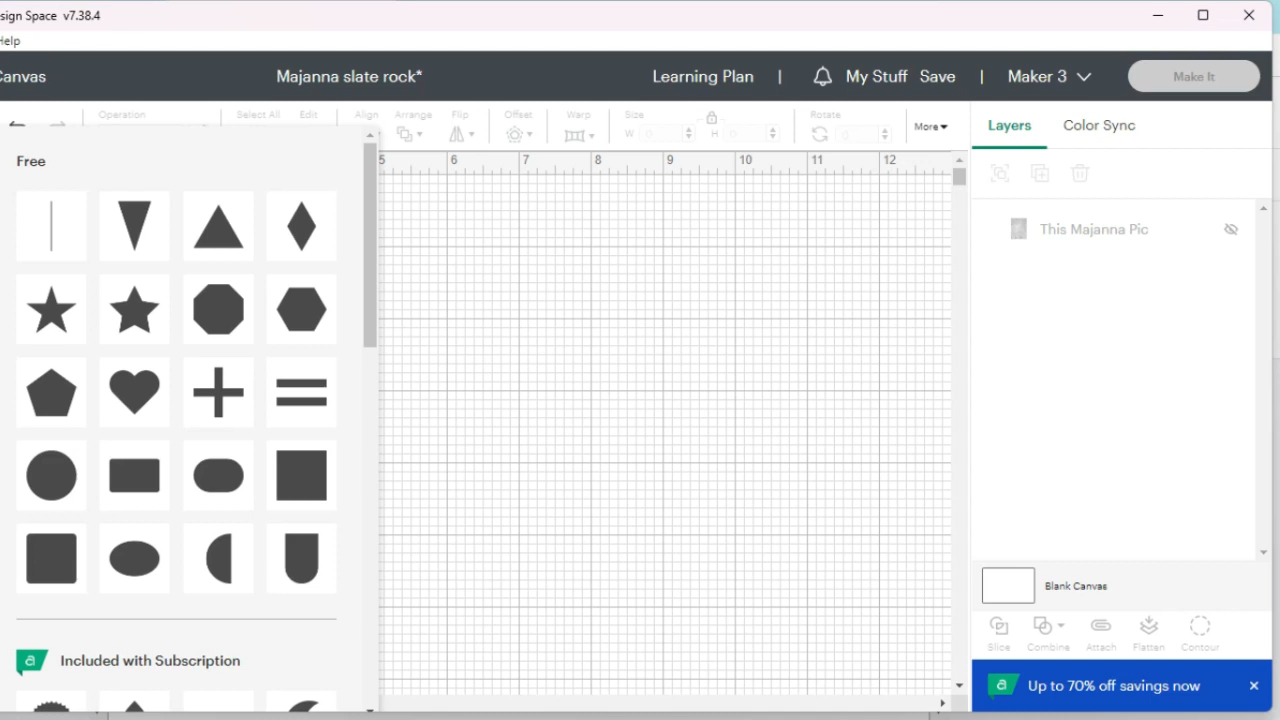 sign Space v7.38.4
Help
Canvas
Majanna slate rock*
Learning Plan | My Stuff Save | Maker 3 Make It
Operation Select All Edit Align Arrange Flip Offset Warp Size Rotate
W 0 H 0 0 More
Layers Color Sync
Free
5 6 7 8 9 10 11 12
This Majanna Pic
Blank Canvas
Slice Combine Attach Flatten Contour
a Included with Subscription
a Up to 70% off savings now